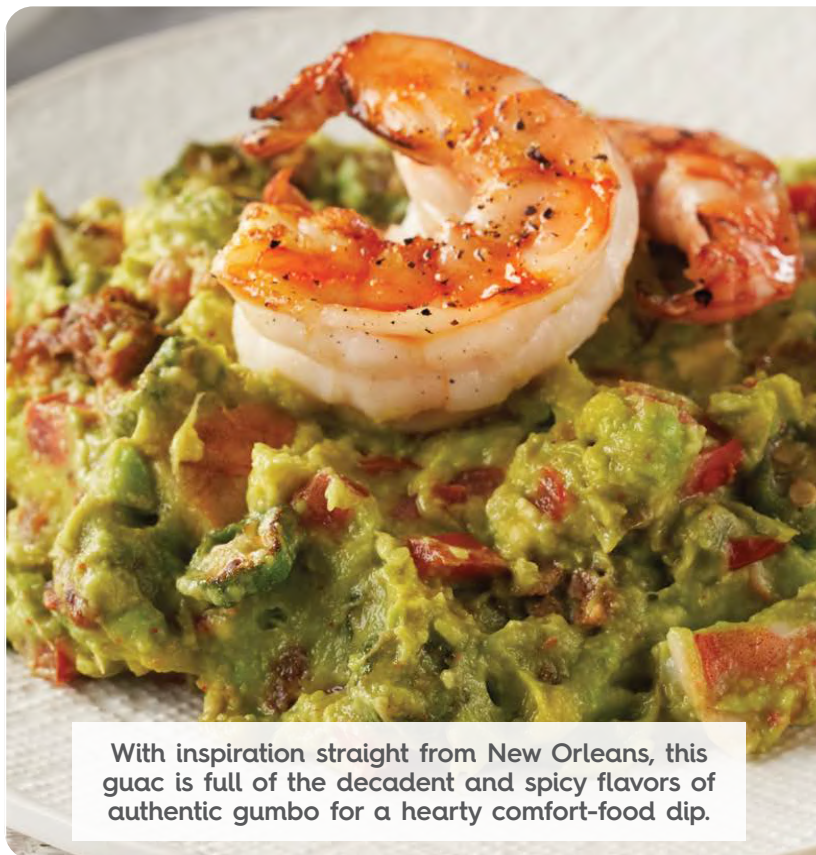 With inspiration straight from New Orleans, this
guac is full of the decadent and spicy flavors of
authentic gumbo for a hearty comfort-food dip.